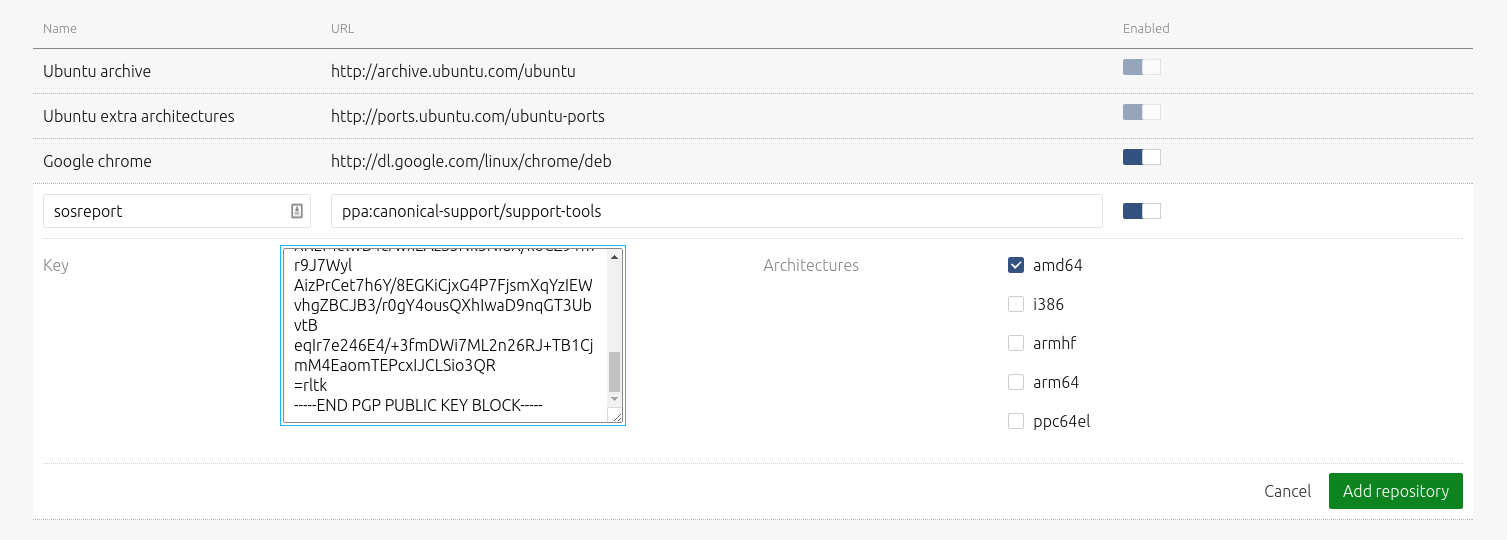 Name URL Enabled
Ubuntu archive http://archive.ubuntu.com/ubuntu
Ubuntu extra architectures http://ports.ubuntu.com/ubuntu-ports
Google chrome http://dl.google.com/linux/chrome/deb
sosreport ppa:canonical-support/support-tools
Key
r9J7Wyl
AizPrCet7h6Y/8EGKiCjxG4P7FjsmXqYzIEW
vhgZBCJB3/r0gY4ousQXhIwaD9nqGT3Ub
vtB
eqIr7e246E4/+3fmDWi7ML2n26RJ+TB1Cj
mM4EaomTEPcxIJCLSio3QR
=rltk
-----END PGP PUBLIC KEY BLOCK-----
Architectures
amd64
i386
armhf
arm64
ppc64el
Cancel Add repository